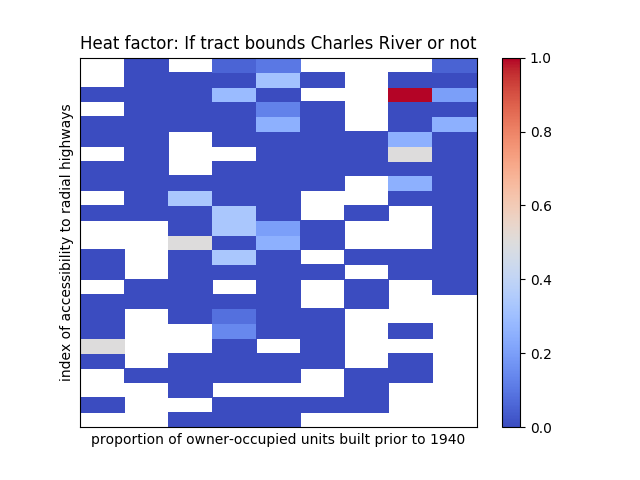 Heat factor: If tract bounds Charles River or not
index of accessibility to radial highways
proportion of owner-occupied units built prior to 1940
1.0
0.8
0.6
0.4
0.2
0.0